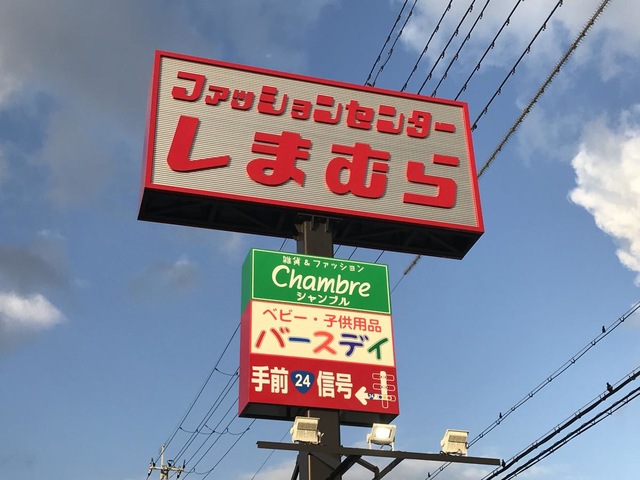 ファッションセンター
しまむら
雑貨&ファッション
Chambre
シャンブル
ベビー・子供用品
バースデイ
手前 24 信号